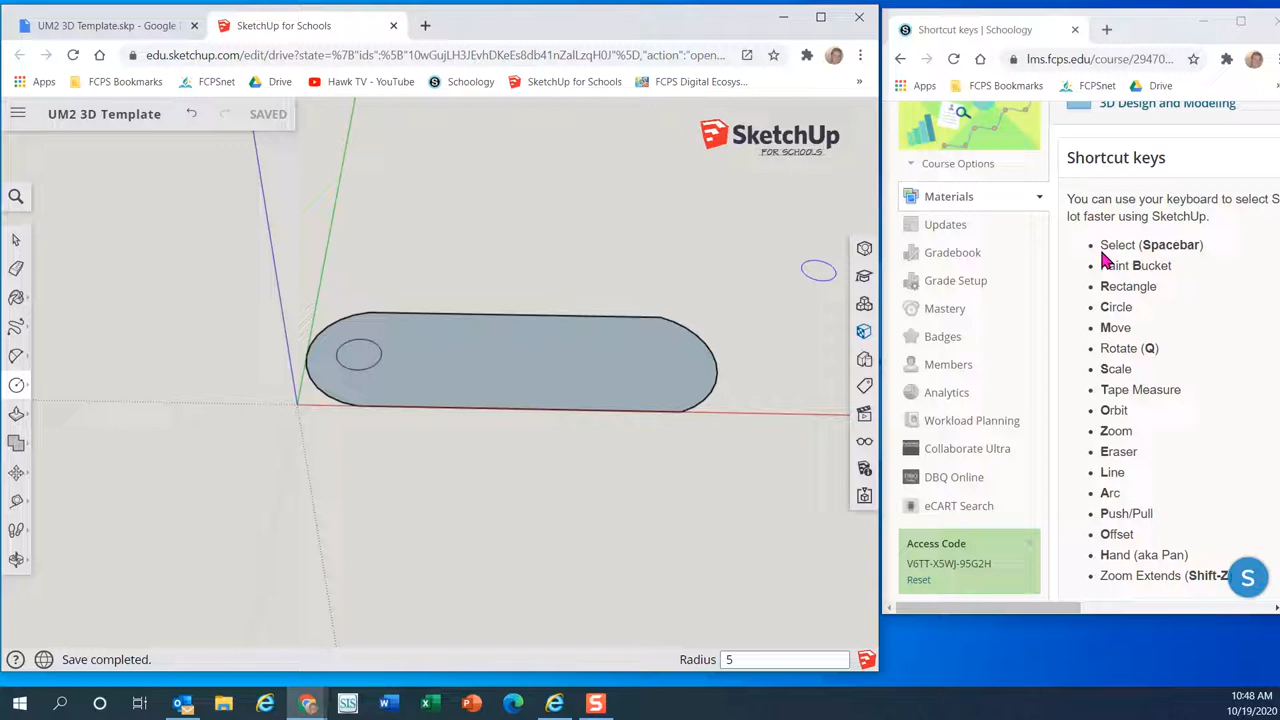 UM2 3D Template.skp - Google
SketchUp for Schools
edu.sketchup.com/edit/drive?state=%7B"ids"%3A%5B"10wGujLH3JEvhDKeEs8db41nZalLzqH0J"%5D,"action":"open...
Apps
FCPS Bookmarks
FCPSnet
Drive
Hawk TV - YouTube
Schoology
SketchUp for Schools
FCPS Digital Ecosy...
»
UM2 3D Template
SAVED
SketchUp
FOR SCHOOLS
Save completed.
Radius 5
Shortcut keys | Schoology
lms.fcps.edu/course/29470...
Apps
FCPS Bookmarks
FCPSnet
Drive
3D Design and Modeling
Course Options
Materials
Updates
Gradebook
Grade Setup
Mastery
Badges
Members
Analytics
Workload Planning
Collaborate Ultra
DBQ Online
eCART Search
Access Code
V6TT-X5WJ-95G2H
Reset
Shortcut keys
You can use your keyboard to select S
lot faster using SketchUp.
Select (Spacebar)
Paint Bucket
Rectangle
Circle
Move
Rotate (Q)
Scale
Tape Measure
Orbit
Zoom
Eraser
Line
Arc
Push/Pull
Offset
Hand (aka Pan)
Zoom Extends (Shift-Z
S
SIS
10:48 AM
10/19/2020